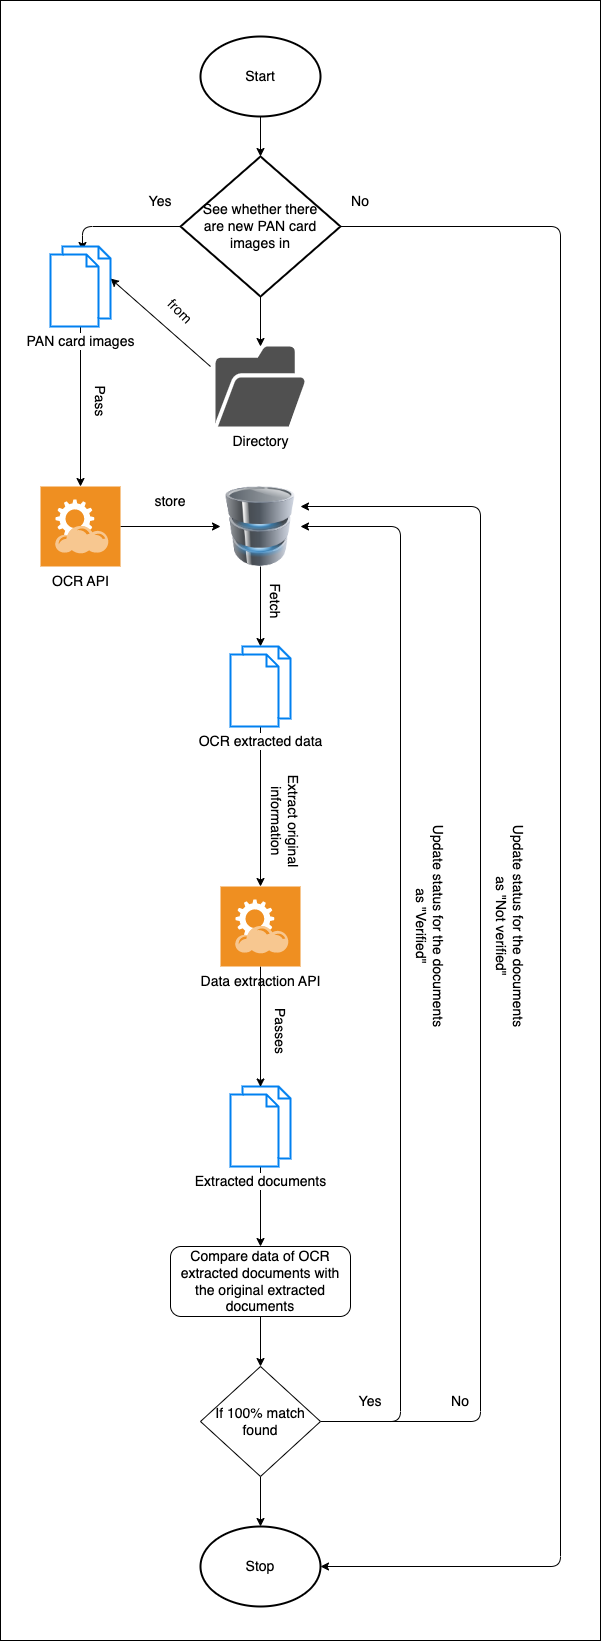 Start
Yes
No
See whether there
are new PAN card
images in
from
PAN card images
Pass
Directory
store
OCR API
Fetch
OCR extracted data
Extract original
information
Update status for the documents
as "Verified"
Update status for the documents
as "Not verified"
Data extraction API
Passes
Extracted documents
Compare data of OCR
extracted documents with
the original extracted
documents
If 100% match
found
Yes
No
Stop